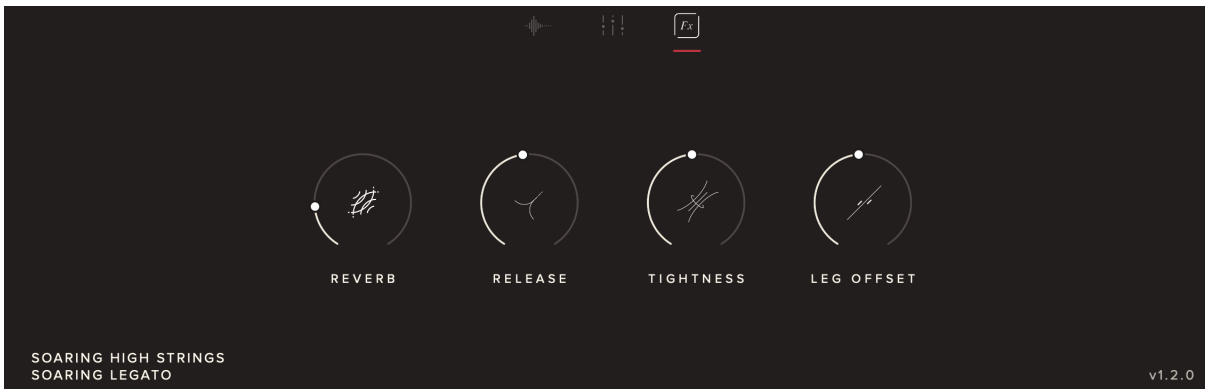 Fx
REVERB
RELEASE
TIGHTNESS
LEG OFFSET
SOARING HIGH STRINGS
SOARING LEGATO
v1.2.0